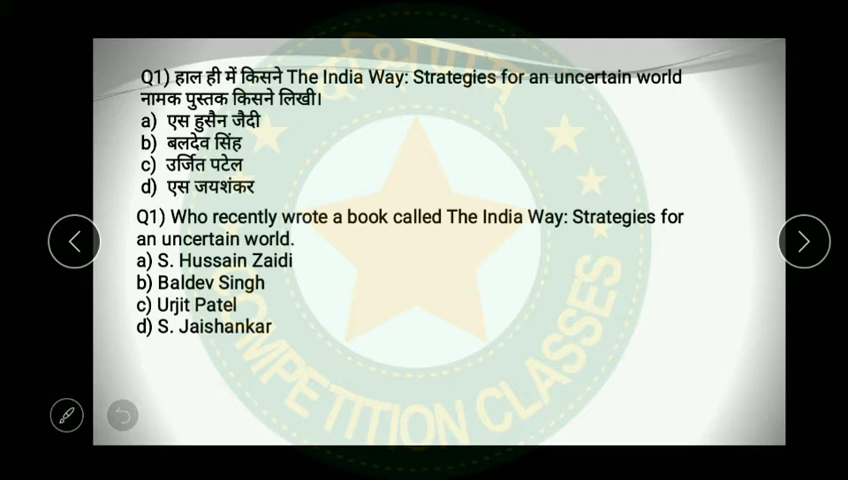 Q1) हाल ही में किसने The India Way: Strategies for an uncertain world
नामक पुस्तक किसने लिखी।
a) एस हुसैन जैदी
b) बलदेव सिंह
c) उर्जित पटेल
d) एस जयशंकर
Q1) Who recently wrote a book called The India Way: Strategies for
an uncertain world.
a) S. Hussain Zaidi
b) Baldev Singh
c) Urjit Patel
d) S. Jaishankar
COMPETITION CLASSES